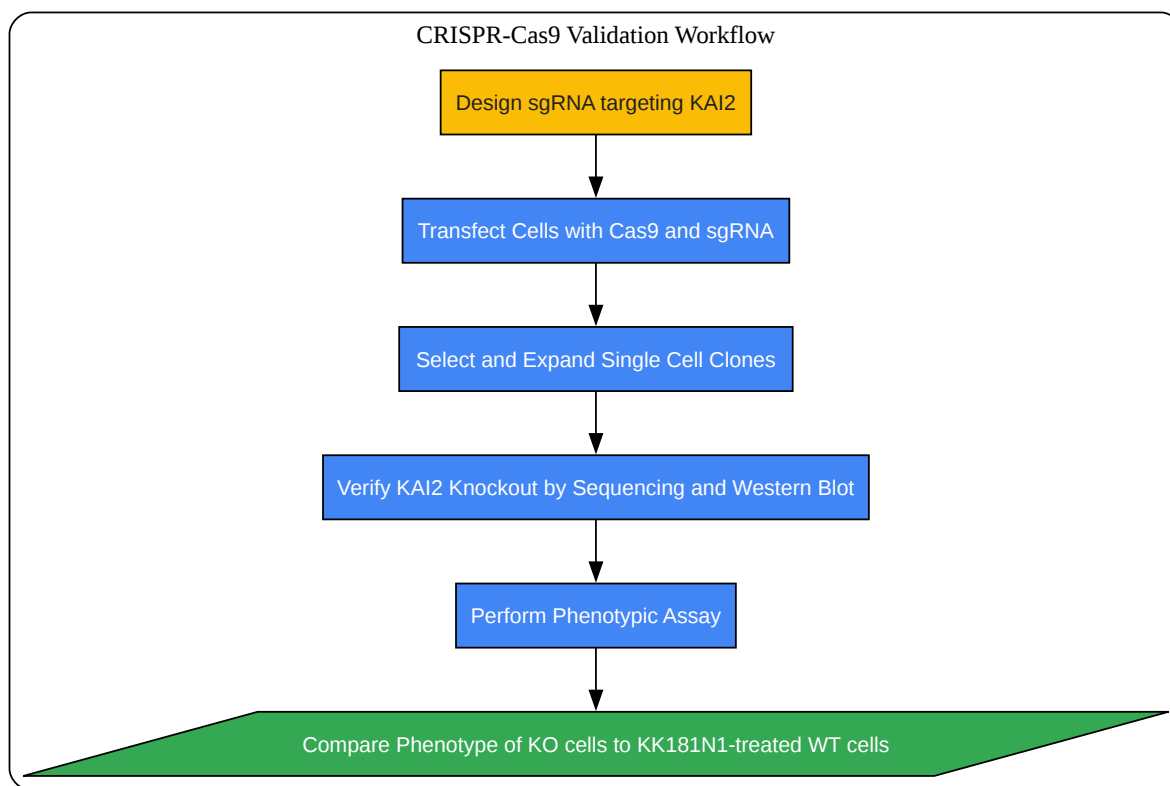 CRISPR-Cas9 Validation Workflow
Design sgRNA targeting KAI2
Transfect Cells with Cas9 and sgRNA
Select and Expand Single Cell Clones
Verify KAI2 Knockout by Sequencing and Western Blot
Perform Phenotypic Assay
Compare Phenotype of KO cells to KK181N1-treated WT cells